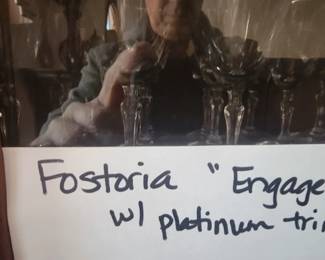 Fostoria "Engage
w/ platinum tri